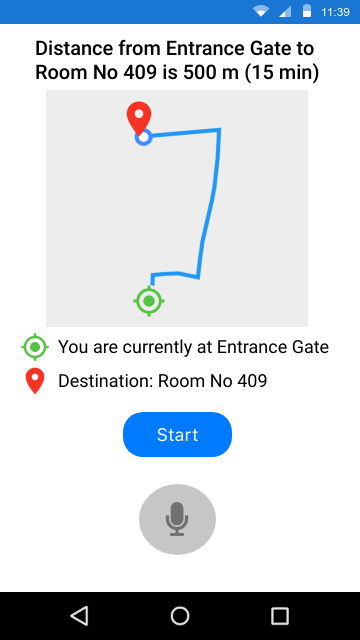 11:39
Distance from Entrance Gate to
Room No 409 is 500 m (15 min)
You are currently at Entrance Gate
Destination: Room No 409
Start